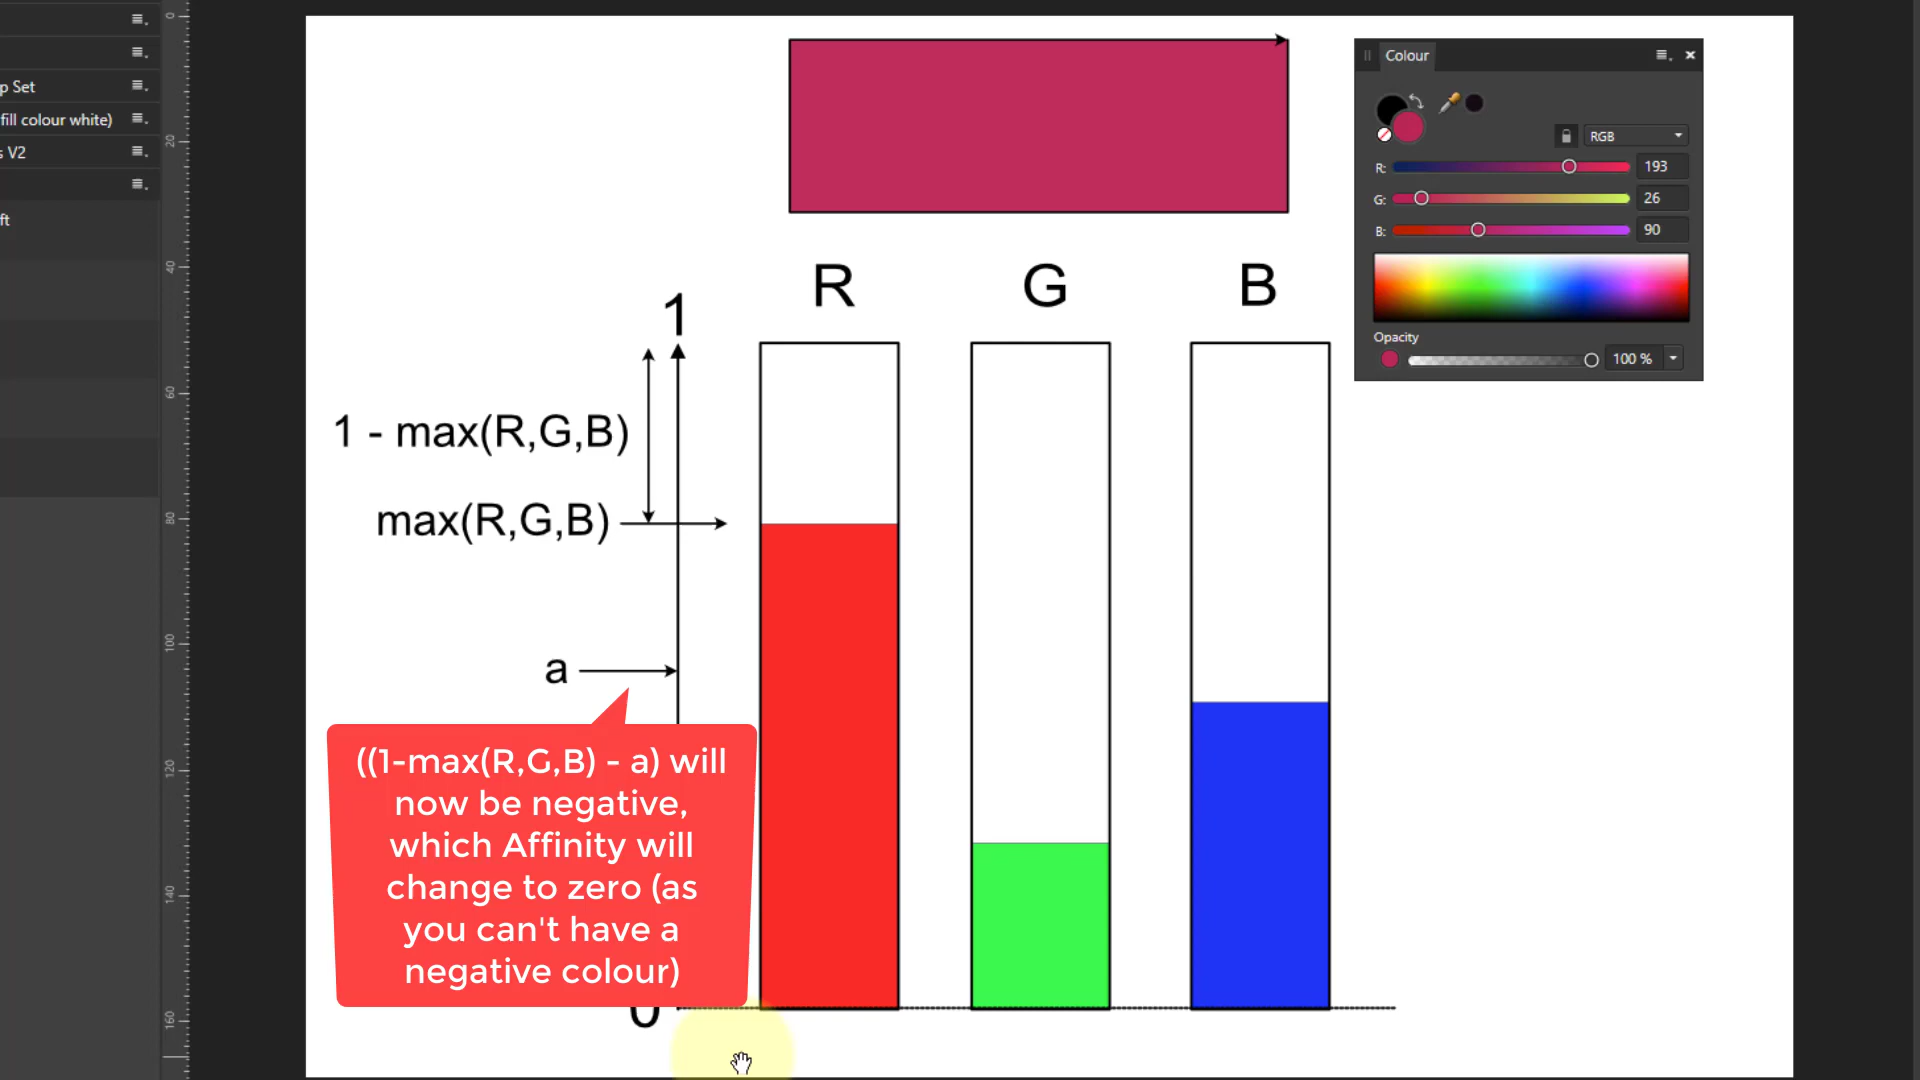 p Set
fill colour white)
s V2
ft
0
20
40
60
80
100
120
140
160
Colour
RGB
R: 193
G: 26
B: 90
Opacity
100 %
R G B
1
1 - max(R,G,B)
max(R,G,B)
a
((1-max(R,G,B) - a) will
now be negative,
which Affinity will
change to zero (as
you can't have a
negative colour)
0